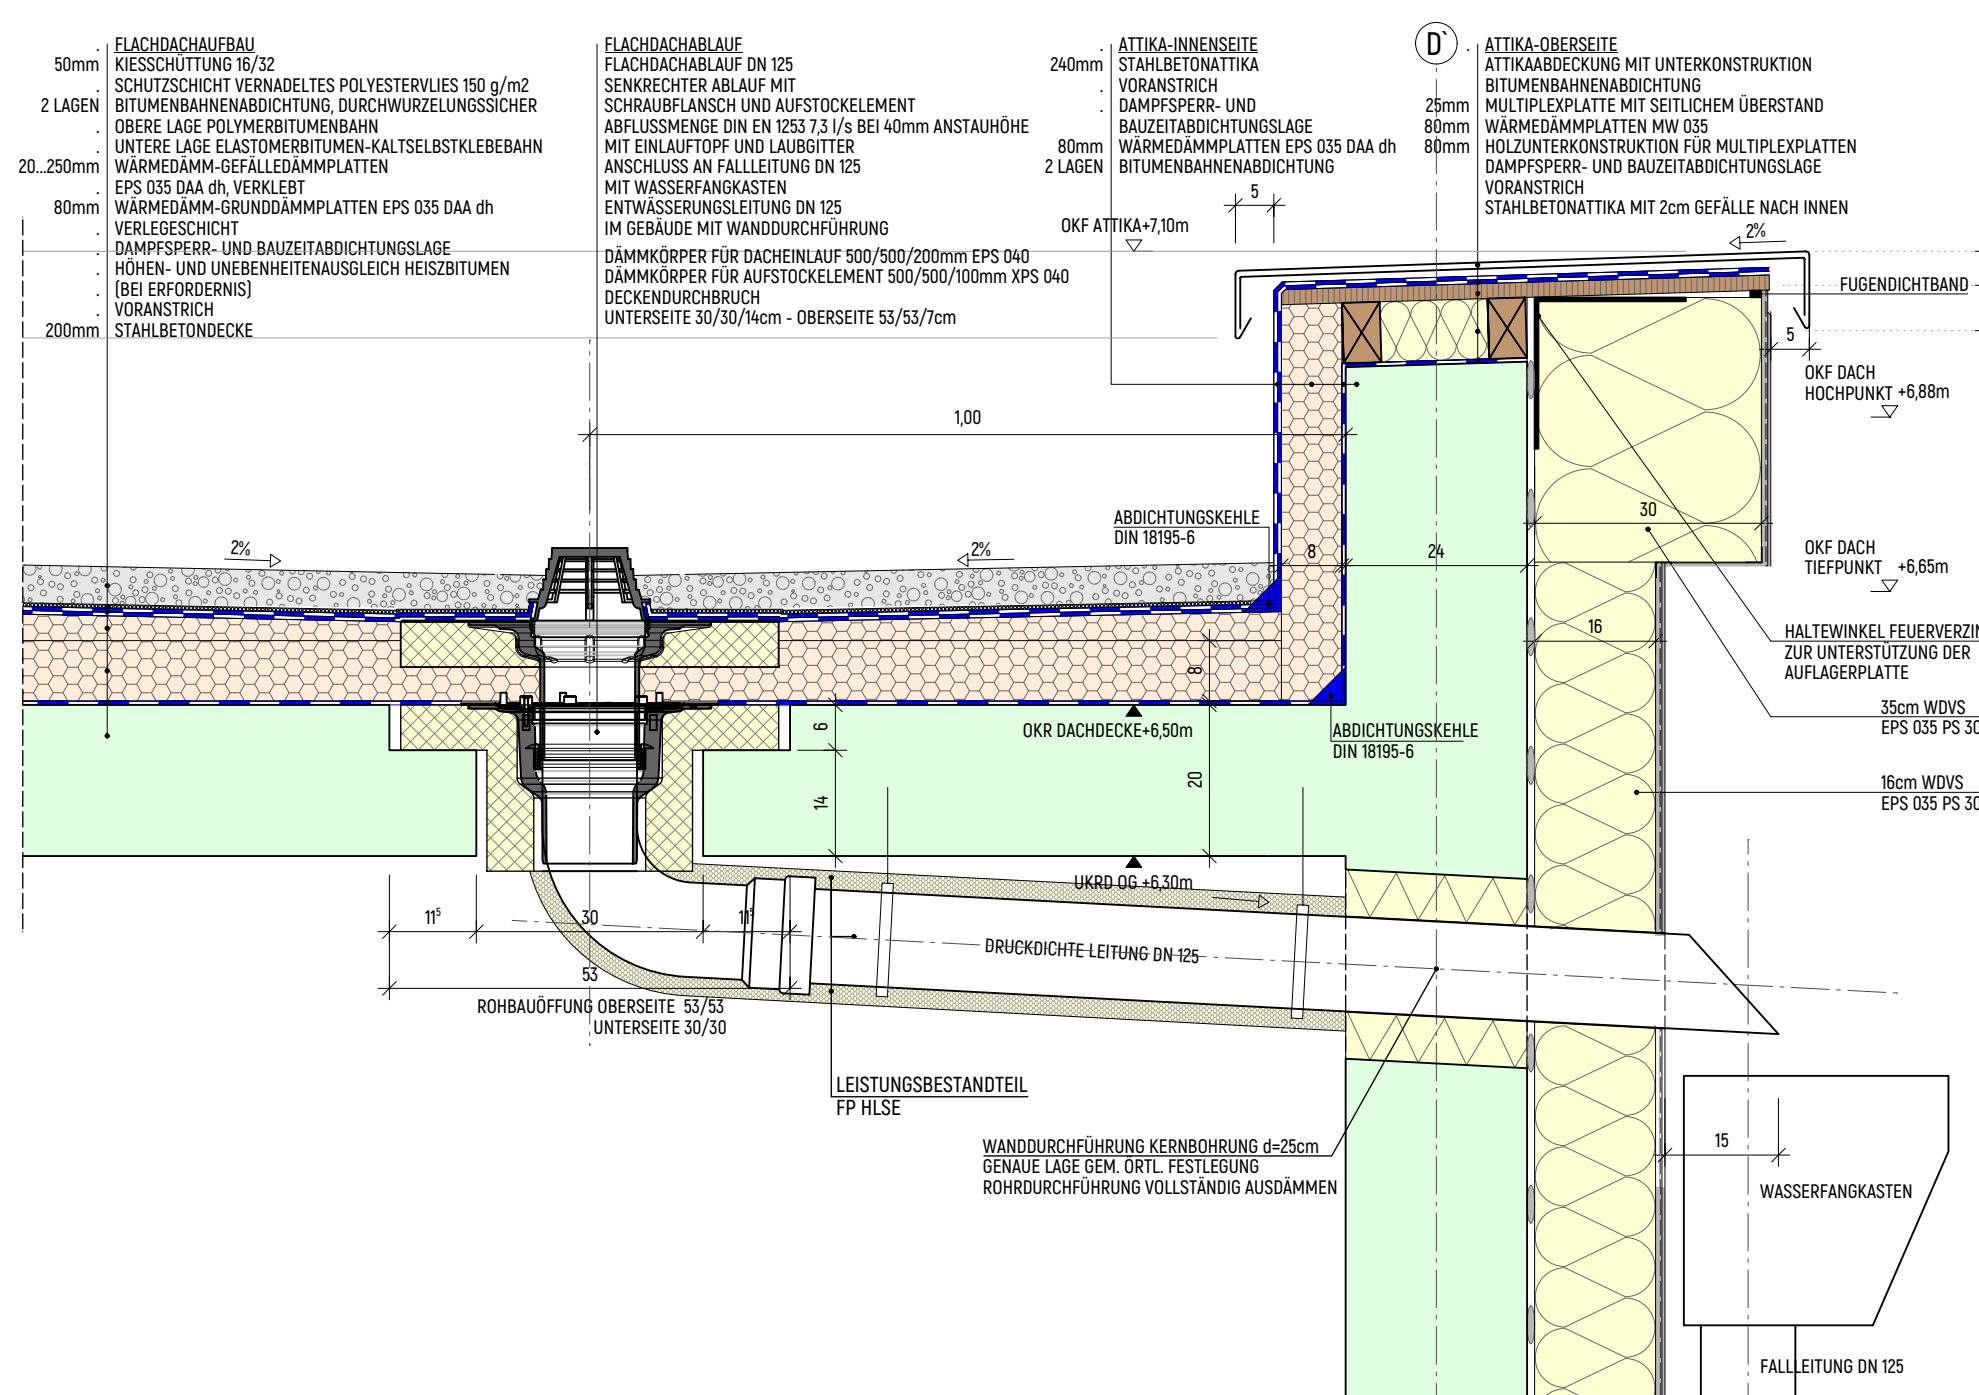 FLACHDACHAUFBAU
50mm KIESSCHÜTTUNG 16/32
. SCHUTZSCHICHT VERNADELTES POLYESTERVLIES 150 g/m2
2 LAGEN BITUMENBAHNENABDICHTUNG, DURCHWURZELUNGSSICHER
. OBERE LAGE POLYMERBITUMENBAHN
. UNTERE LAGE ELASTOMERBITUMEN-KALTSELBSTKLEBEBAHN
20...250mm WÄRMEDÄMM-GEFÄLLEDÄMMPLATTEN
. EPS 035 DAA dh, VERKLEBT
80mm WÄRMEDÄMM-GRUNDDÄMMPLATTEN EPS 035 DAA dh
. VERLEGESCHICHT
. DAMPFSPERR- UND BAUZEITABDICHTUNGSLAGE
. HÖHEN- UND UNEBENHEITENAUSGLEICH HEISZBITUMEN
. (BEI ERFORDERNIS)
. VORANSTRICH
200mm STAHLBETONDECKE
FLACHDACHABLAUF
FLACHDACHABLAUF DN 125
SENKRECHTER ABLAUF MIT
SCHRAUBFLANSCH UND AUFSTOCKELEMENT
ABFLUSSMENGE DIN EN 1253 7,3 l/s BEI 40mm ANSTAUHÖHE
MIT EINLAUFTOPF UND LAUBGITTER
ANSCHLUSS AN FALLLEITUNG DN 125
MIT WASSERFANGKASTEN
ENTWÄSSERUNGSLEITUNG DN 125
IM GEBÄUDE MIT WANDDURCHFÜHRUNG
DÄMMKÖRPER FÜR DACHEINLAUF 500/500/200mm EPS 040
DÄMMKÖRPER FÜR AUFSTOCKELEMENT 500/500/100mm XPS 040
DECKENDURCHBRUCH
UNTERSEITE 30/30/14cm - OBERSEITE 53/53/7cm
. ATTIKA-INNENSEITE
240mm STAHLBETONATTIKA
. VORANSTRICH
. DAMPFSPERR- UND
BAUZEITABDICHTUNGSLAGE
80mm WÄRMEDÄMMPLATTEN EPS 035 DAA dh
2 LAGEN BITUMENBAHNENABDICHTUNG
D`
. ATTIKA-OBERSEITE
ATTIKAABDECKUNG MIT UNTERKONSTRUKTION
BITUMENBAHNENABDICHTUNG
25mm MULTIPLEXPLATTE MIT SEITLICHEM ÜBERSTAND
80mm WÄRMEDÄMMPLATTEN MW 035
80mm HOLZUNTERKONSTRUKTION FÜR MULTIPLEXPLATTEN
DAMPFSPERR- UND BAUZEITABDICHTUNGSLAGE
VORANSTRICH
STAHLBETONATTIKA MIT 2cm GEFÄLLE NACH INNEN
5
OKF ATTIKA+7,10m
2%
FUGENDICHTBAND
5
OKF DACH
HOCHPUNKT +6,88m
1,00
ABDICHTUNGSKEHLE
DIN 18195-6
30
2%
2%
8
24
OKF DACH
TIEFPUNKT +6,65m
16
HALTEWINKEL FEUERVERZIN
ZUR UNTERSTÜTZUNG DER
AUFLAGERPLATTE
8
35cm WDVS
EPS 035 PS 30
6
OKR DACHDECKE+6,50m
ABDICHTUNGSKEHLE
DIN 18195-6
20
14
16cm WDVS
EPS 035 PS 30
UKRD OG +6,30m
11⁵
30
11⁵
DRUCKDICHTE LEITUNG DN 125
53
ROHBAUÖFFNUNG OBERSEITE 53/53
UNTERSEITE 30/30
LEISTUNGSBESTANDTEIL
FP HLSE
WANDDURCHFÜHRUNG KERNBOHRUNG d=25cm
GENAUE LAGE GEM. ÖRTL. FESTLEGUNG
ROHRDURCHFÜHRUNG VOLLSTÄNDIG AUSDÄMMEN
15
WASSERFANGKASTEN
FALLLEITUNG DN 125